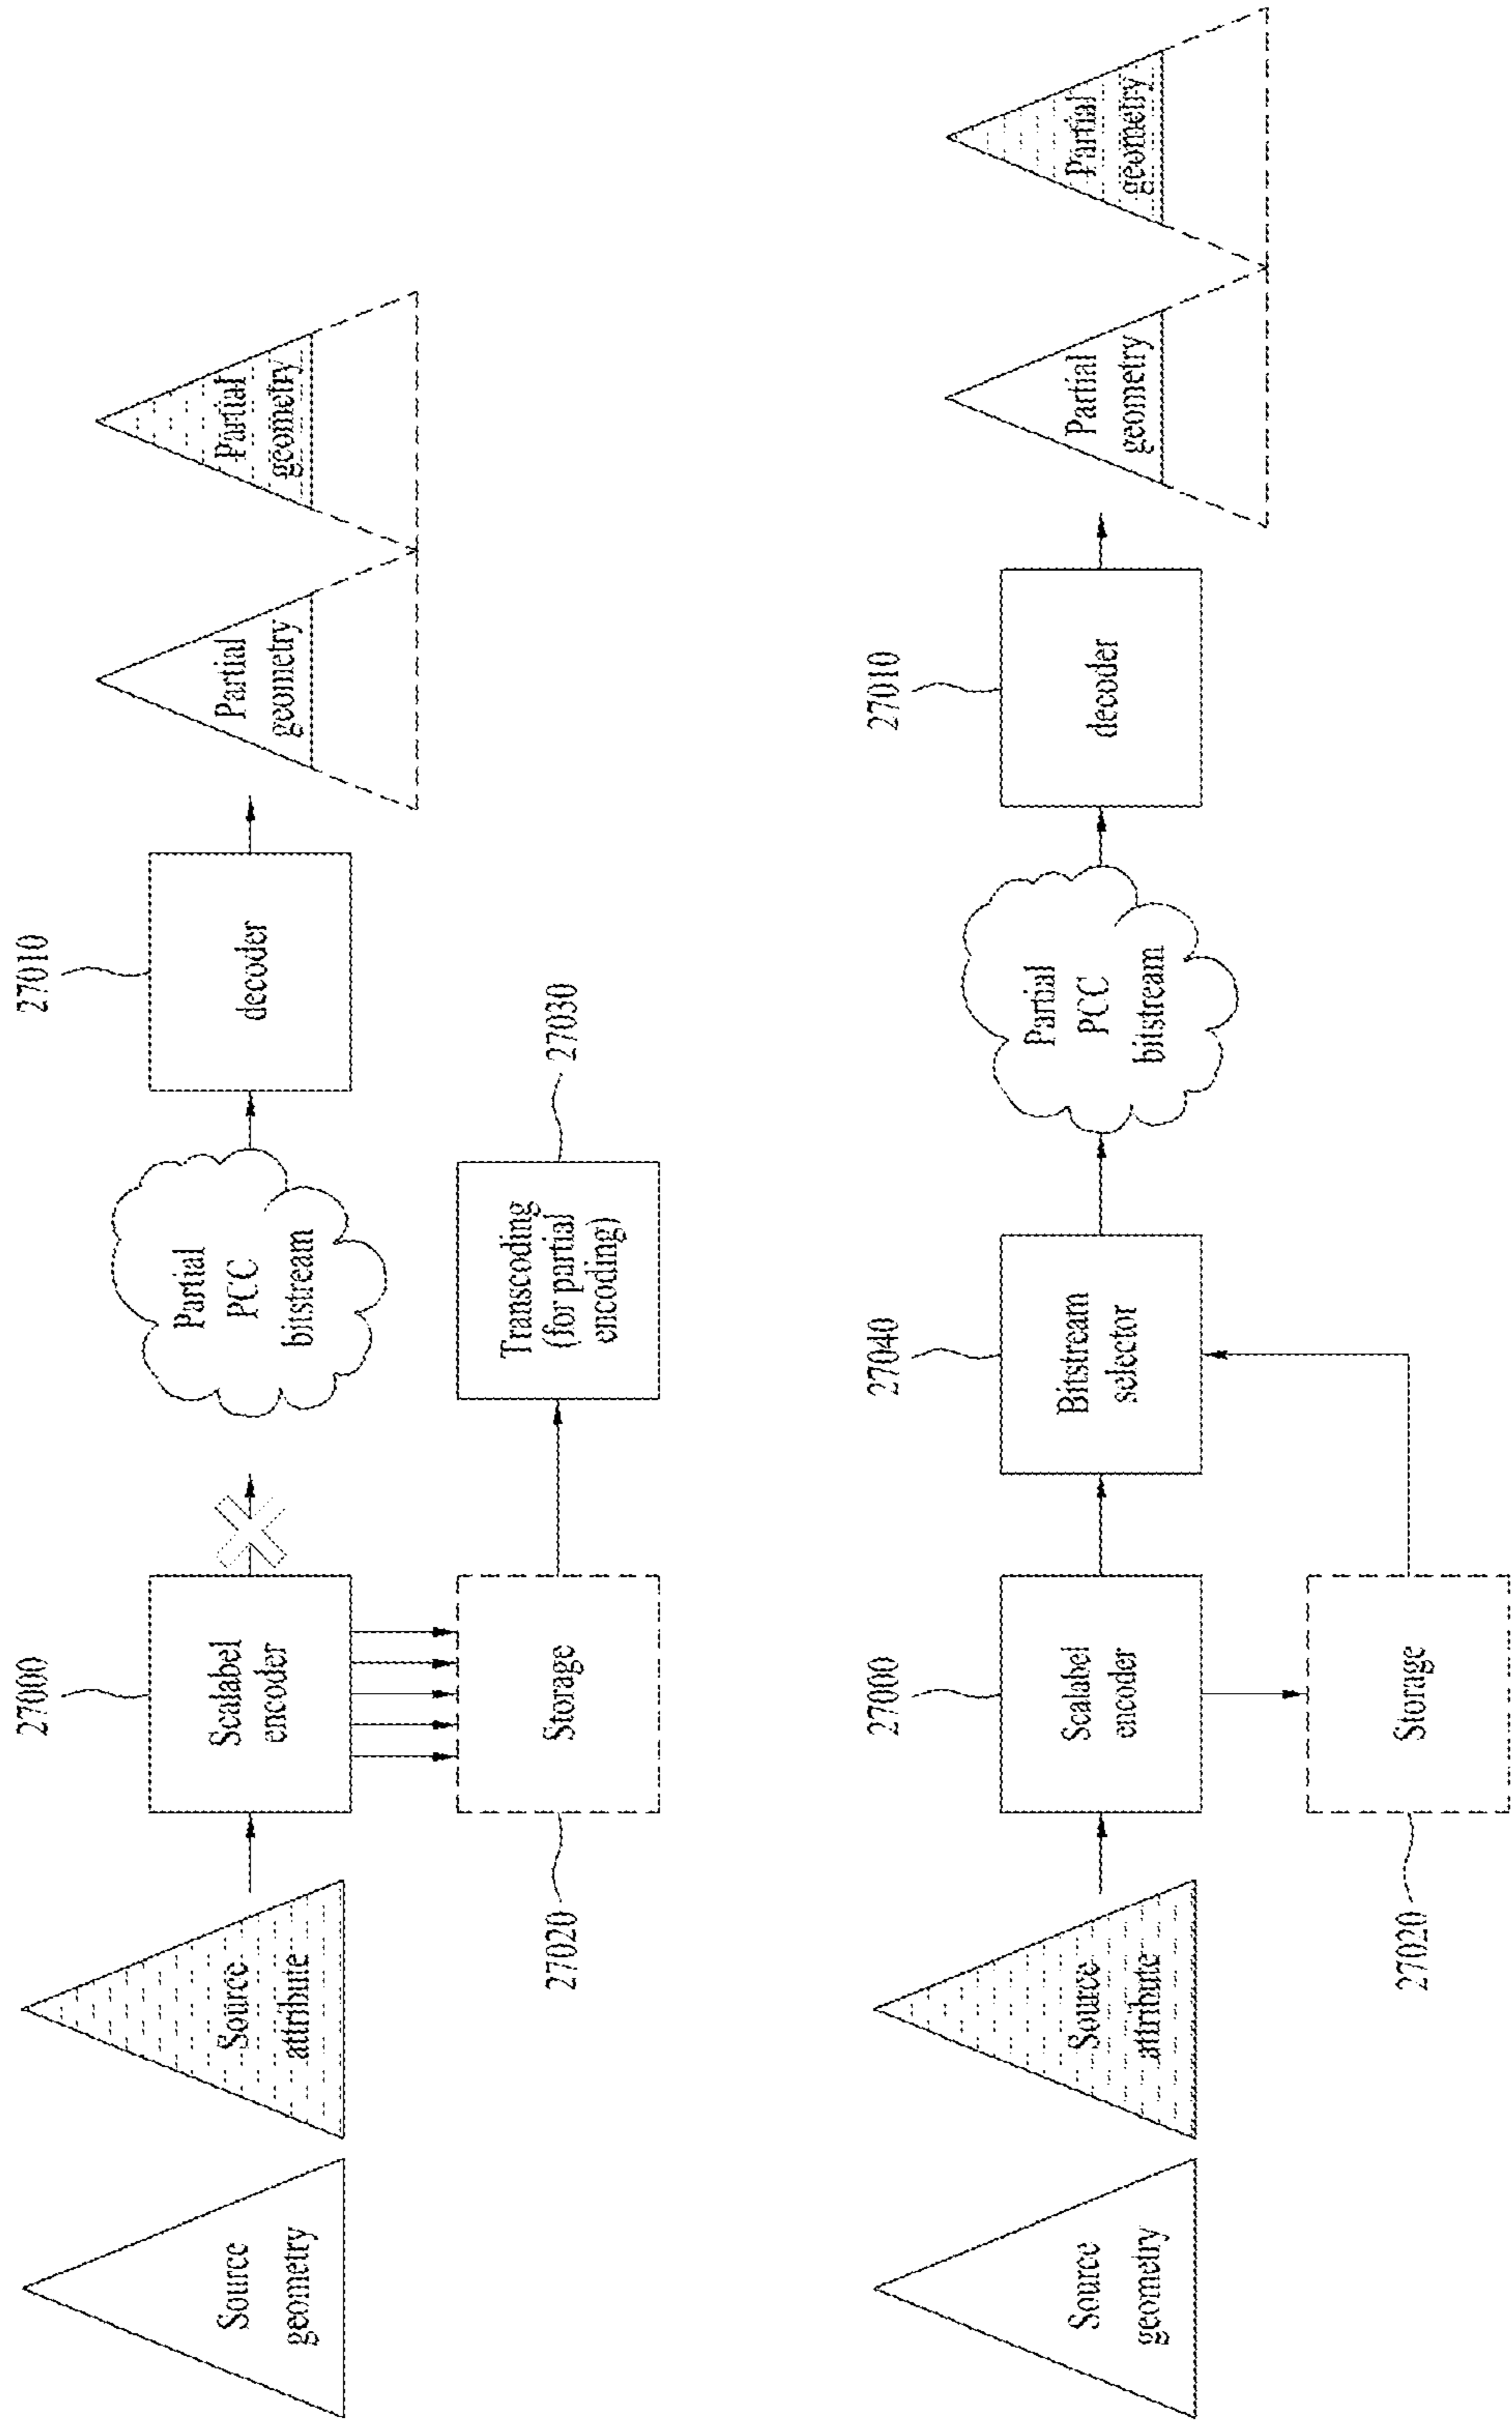 Source
geometry
Source
attribute
27000
Scalabel
encoder
27020
Storage
Partial
PCC
bitstream
Transcoding
(for partial
encoding)
27030
27010
decoder
Partial
geometry
Partial
geometry
Source
geometry
Source
attribute
27000
Scalabel
encoder
27020
Storage
27040
Bitstream
selector
Partial
PCC
bitstream
27010
decoder
Partial
geometry
Partial
geometry